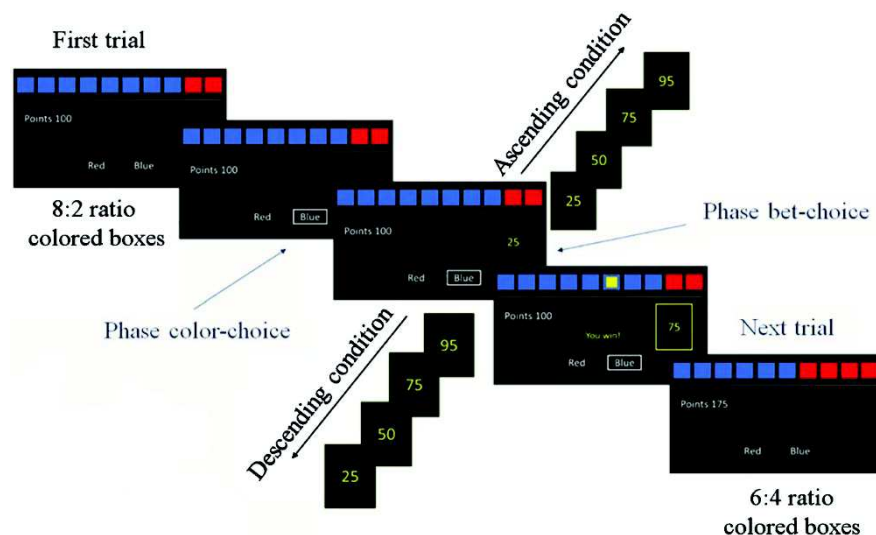 First trial
Points 100
Red Blue
8:2 ratio
colored boxes
Points 100
Red Blue
Phase color-choice
Points 100
25
Red Blue
Ascending condition
95
75
50
25
Phase bet-choice
Descending condition
95
75
50
25
Points 100
You win!
75
Red Blue
Next trial
Points 175
Red Blue
6:4 ratio
colored boxes